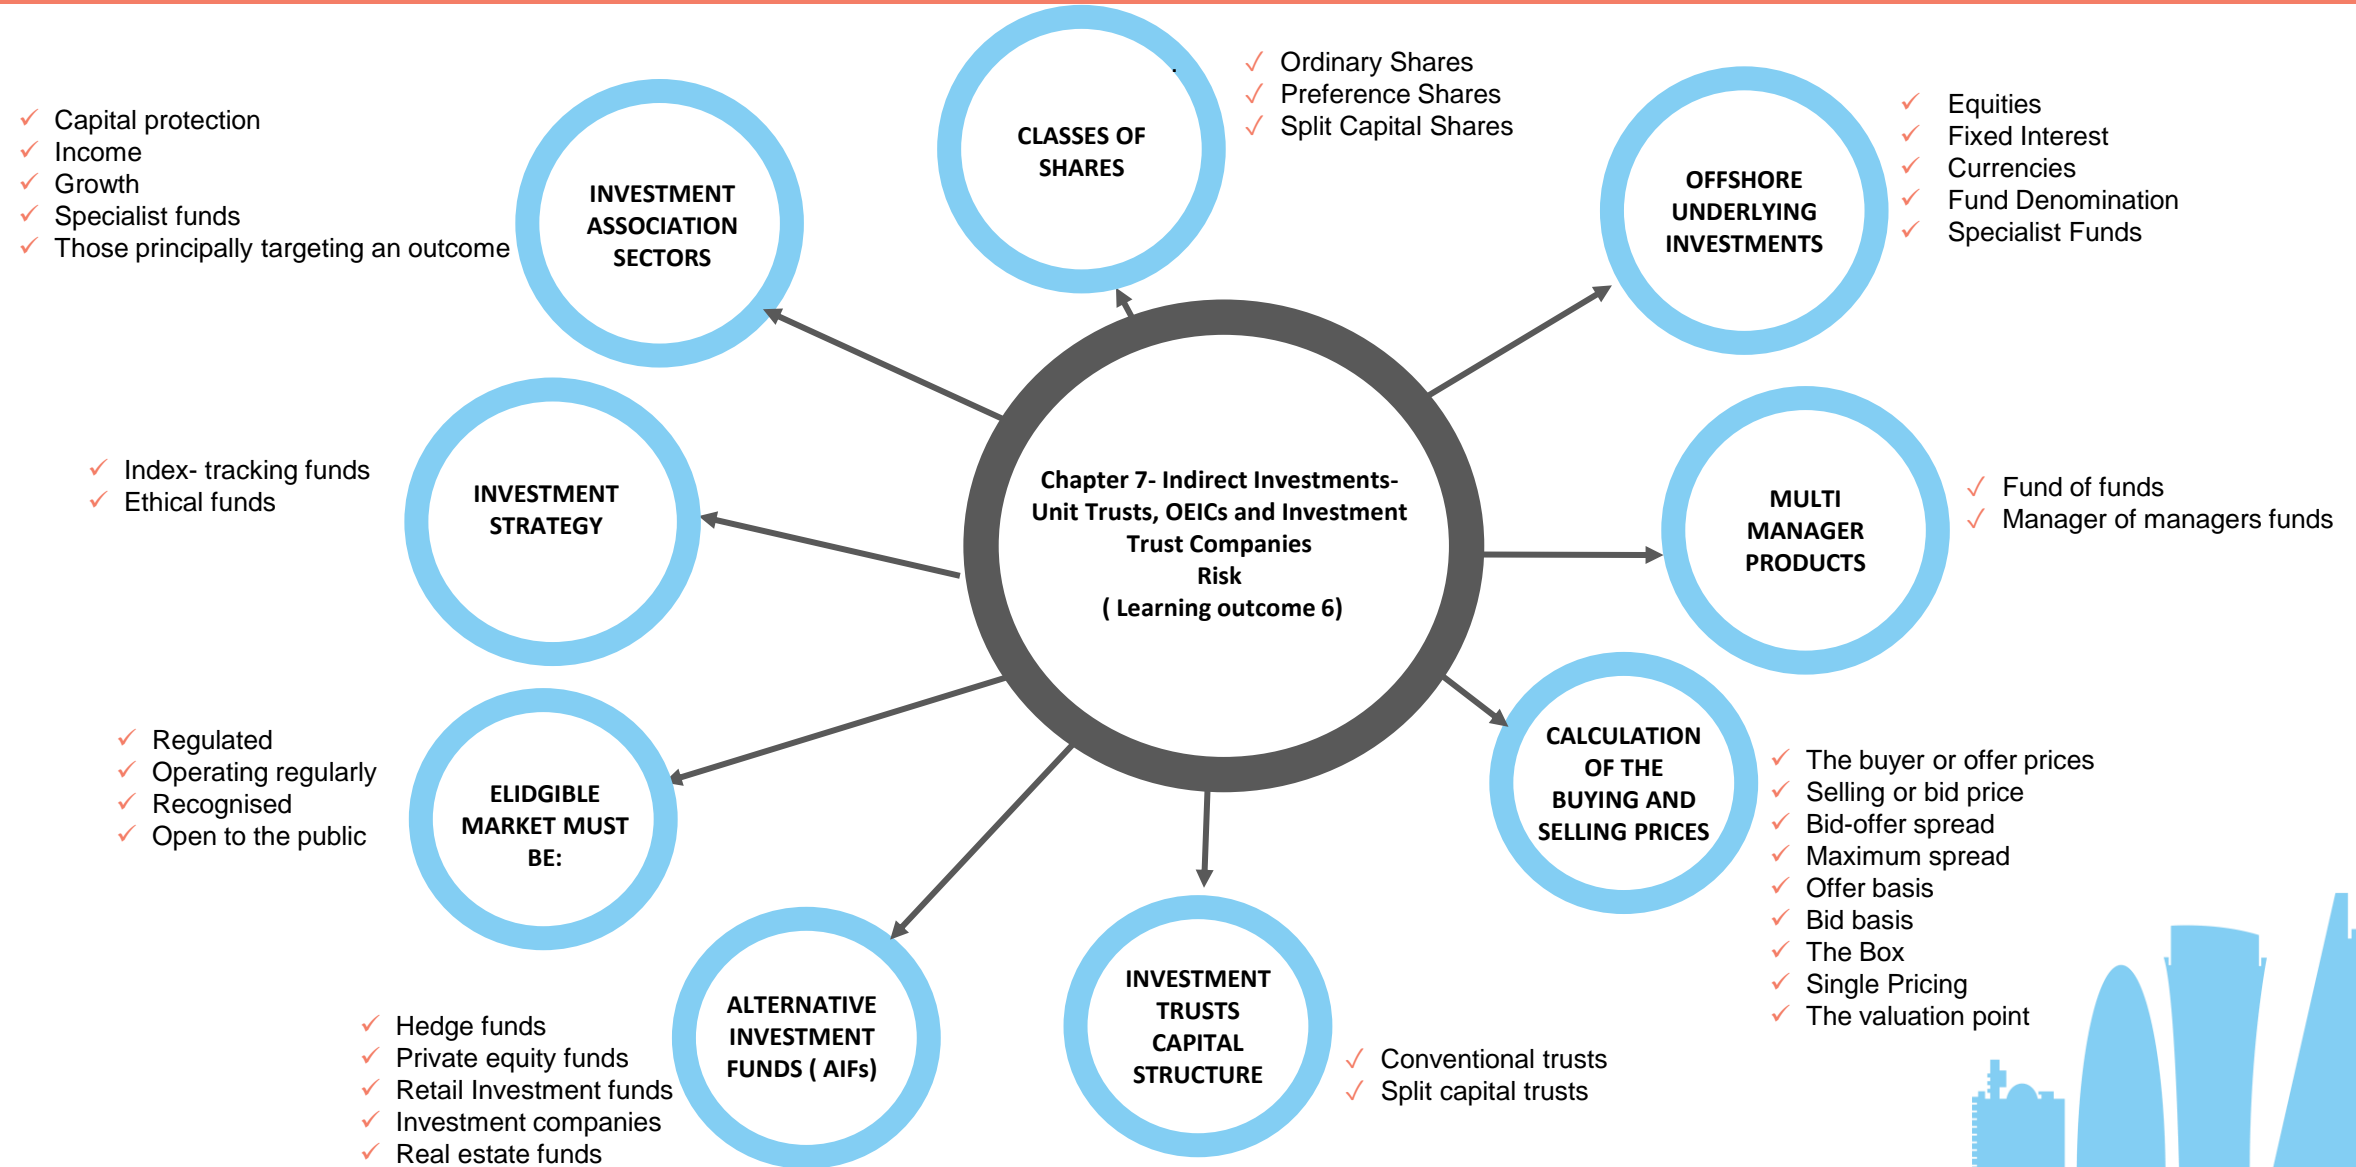 CLASSES OF
SHARES
Ordinary Shares
Preference Shares
Split Capital Shares
OFFSHORE
UNDERLYING
INVESTMENTS
Equities
Fixed Interest
Currencies
Fund Denomination
Specialist Funds
Capital protection
Income
Growth
Specialist funds
Those principally targeting an outcome
INVESTMENT
ASSOCIATION
SECTORS
Index- tracking funds
Ethical funds
INVESTMENT
STRATEGY
Chapter 7- Indirect Investments-
Unit Trusts, OEICs and Investment
Trust Companies
Risk
( Learning outcome 6)
MULTI
MANAGER
PRODUCTS
Fund of funds
Manager of managers funds
Regulated
Operating regularly
Recognised
Open to the public
ELIDGIBLE
MARKET MUST
BE:
CALCULATION
OF THE
BUYING AND
SELLING PRICES
The buyer or offer prices
Selling or bid price
Bid-offer spread
Maximum spread
Offer basis
Bid basis
The Box
Single Pricing
The valuation point
Hedge funds
Private equity funds
Retail Investment funds
Investment companies
Real estate funds
ALTERNATIVE
INVESTMENT
FUNDS ( AIFs)
INVESTMENT
TRUSTS
CAPITAL
STRUCTURE
Conventional trusts
Split capital trusts